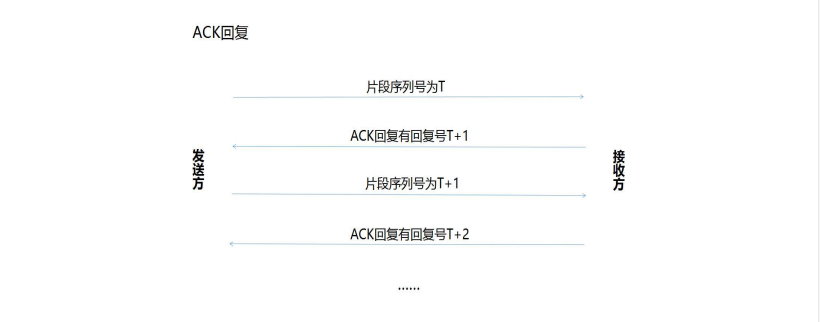 ACK回复
片段序列号为T
ACK回复有回复号T+1
发送方
接收方
片段序列号为T+1
ACK回复有回复号T+2
......